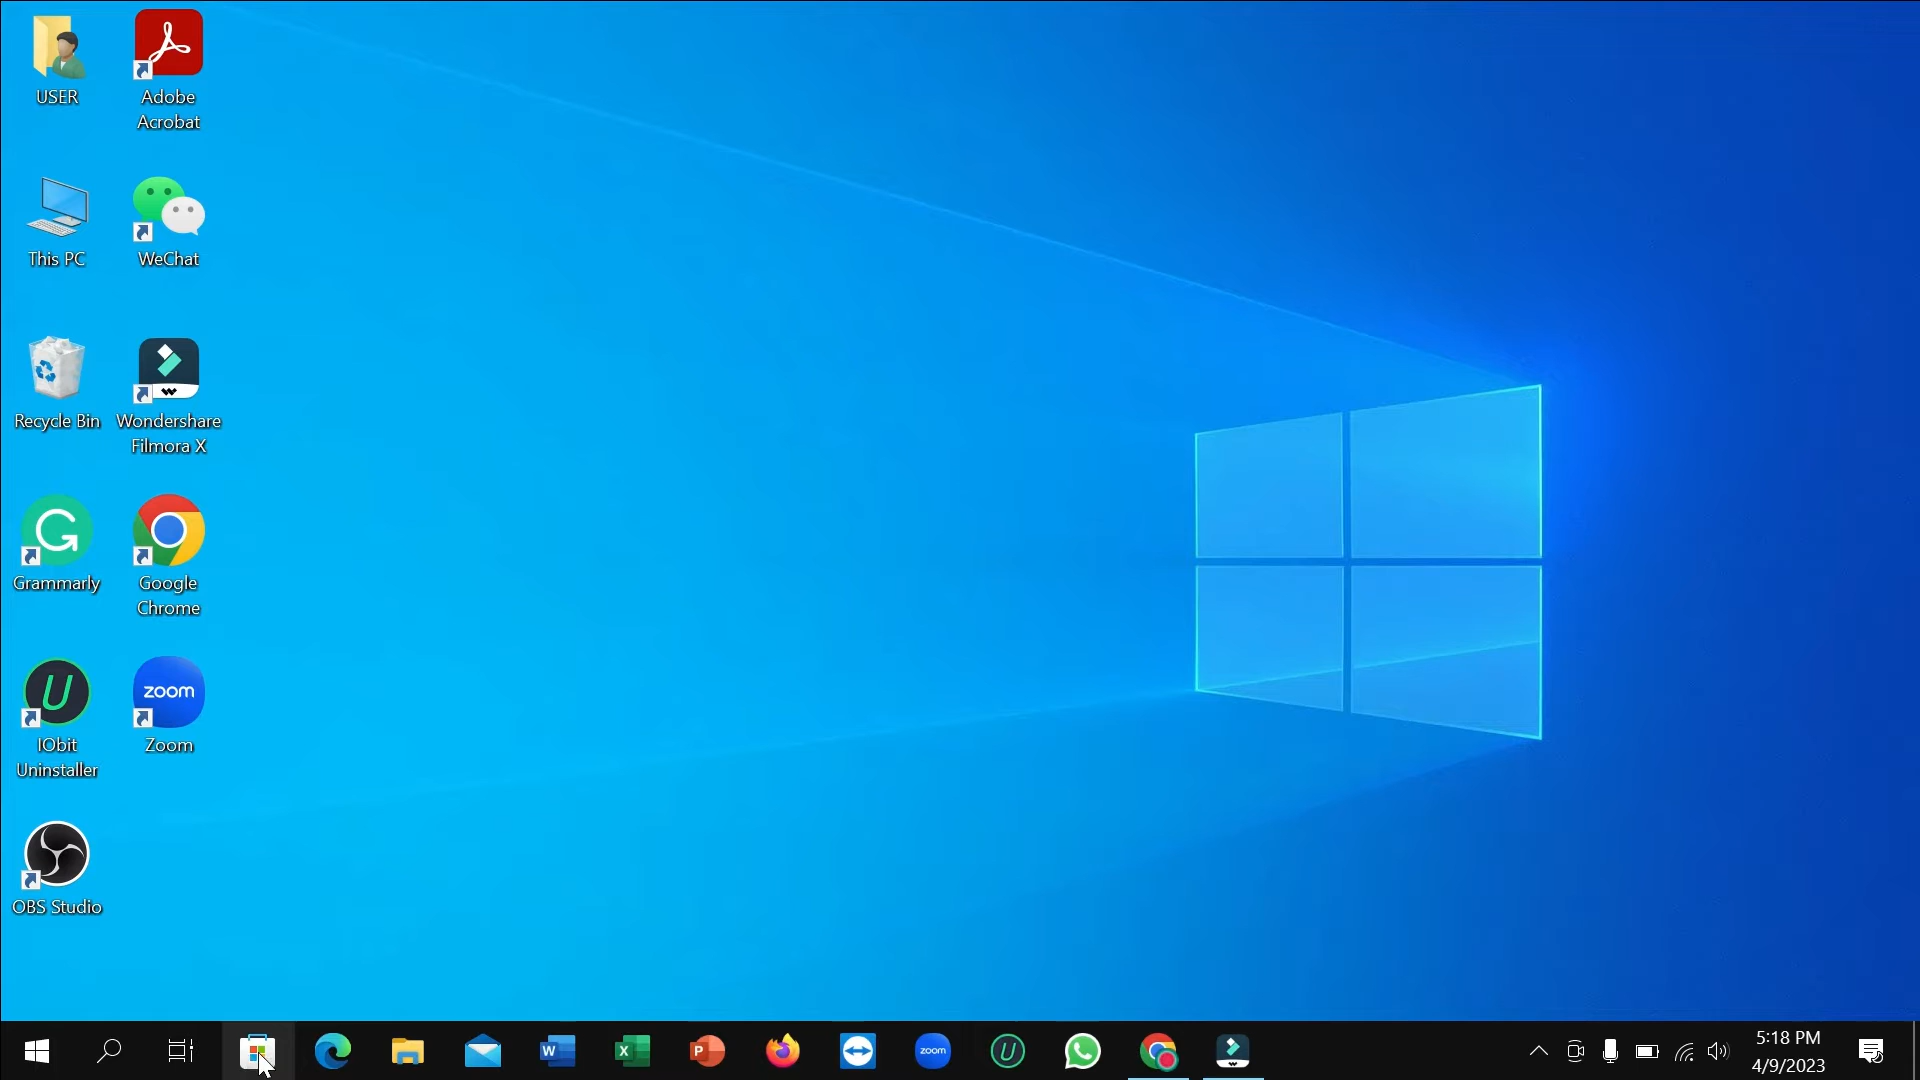 USER
Adobe
Acrobat
This PC
WeChat
Recycle Bin
Wondershare
Filmora X
Grammarly
Google
Chrome
IObit
Uninstaller
zoom
Zoom
OBS Studio
W
X
P
zoom
5:18 PM
4/9/2023